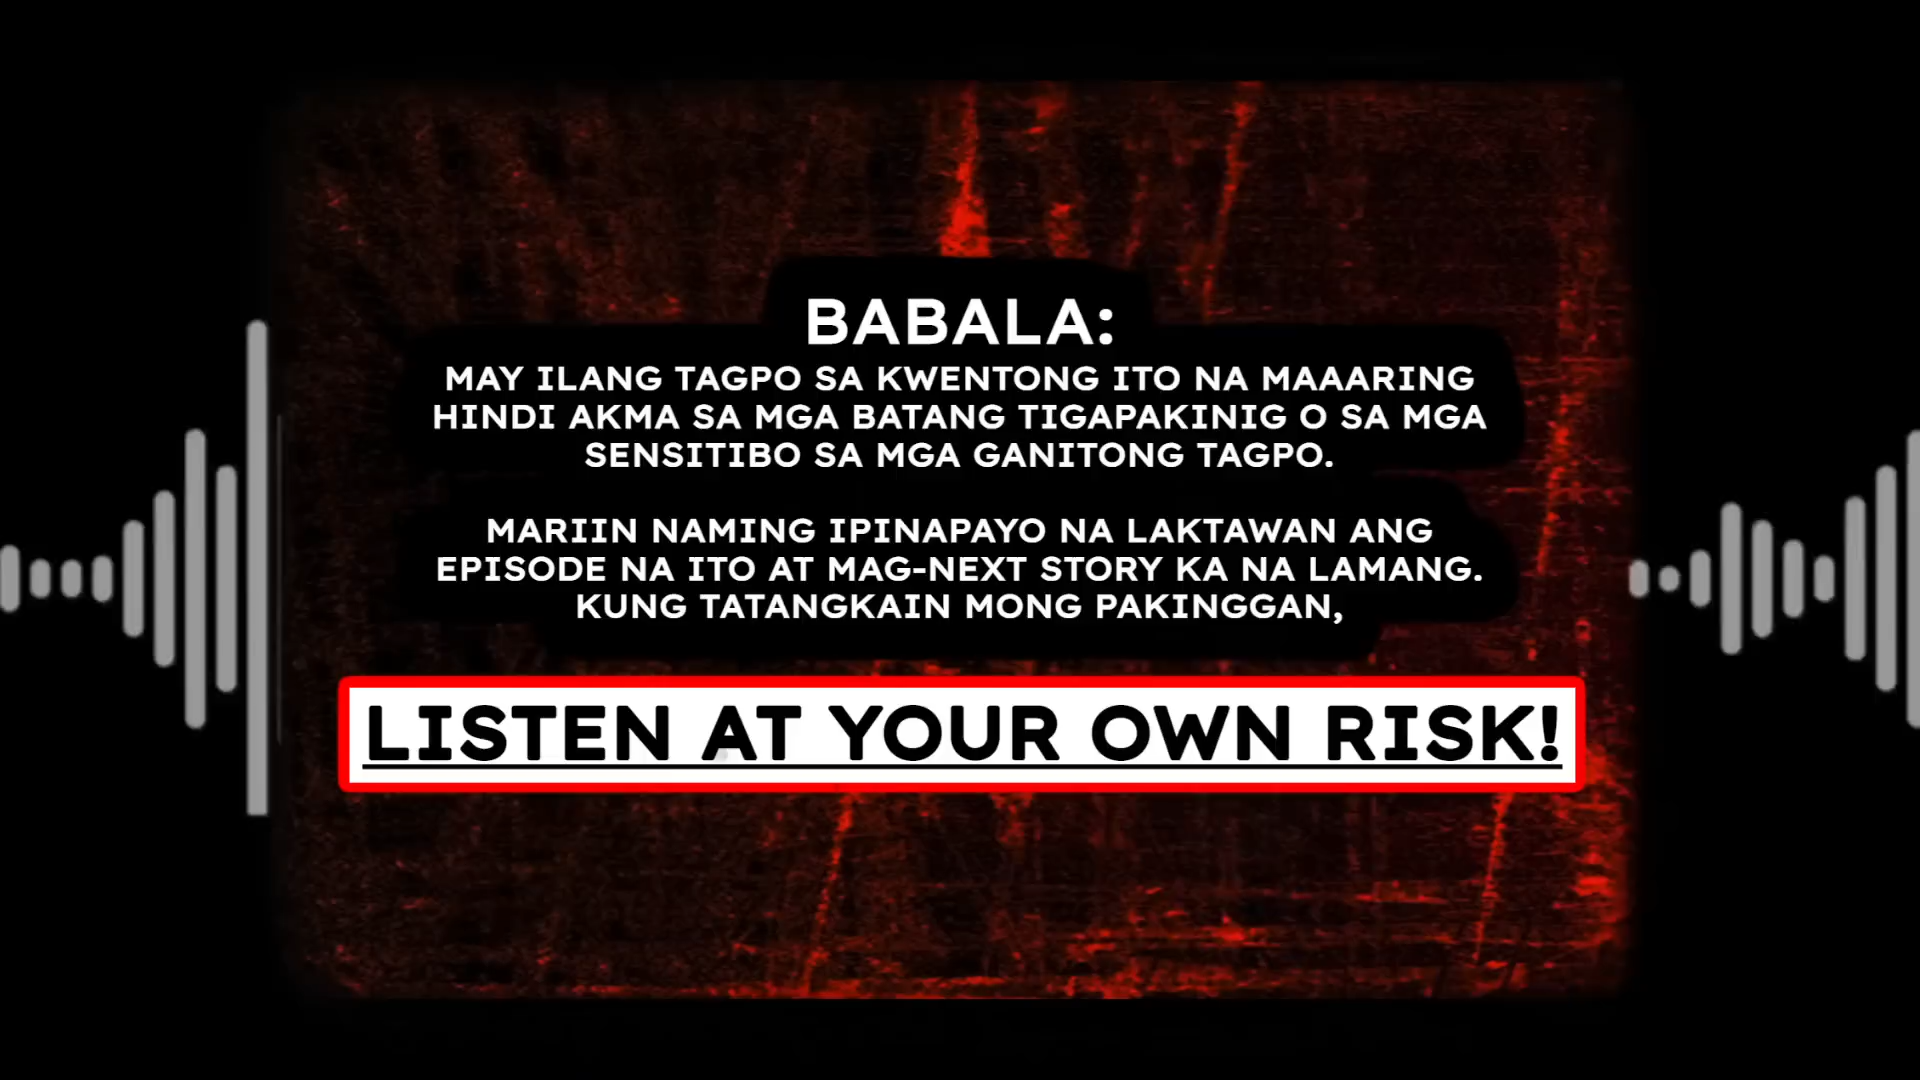 BABALA:
MAY ILANG TAGPO SA KWENTONG ITO NA MAAARING
HINDI AKMA SA MGA BATANG TIGAPAKINIG O SA MGA
SENSITIBO SA MGA GANITONG TAGPO.
MARIIN NAMING IPINAPAYO NA LAKTAWAN ANG
EPISODE NA ITO AT MAG-NEXT STORY KA NA LAMANG.
KUNG TATANGKAIN MONG PAKINGGAN,
LISTEN AT YOUR OWN RISK!